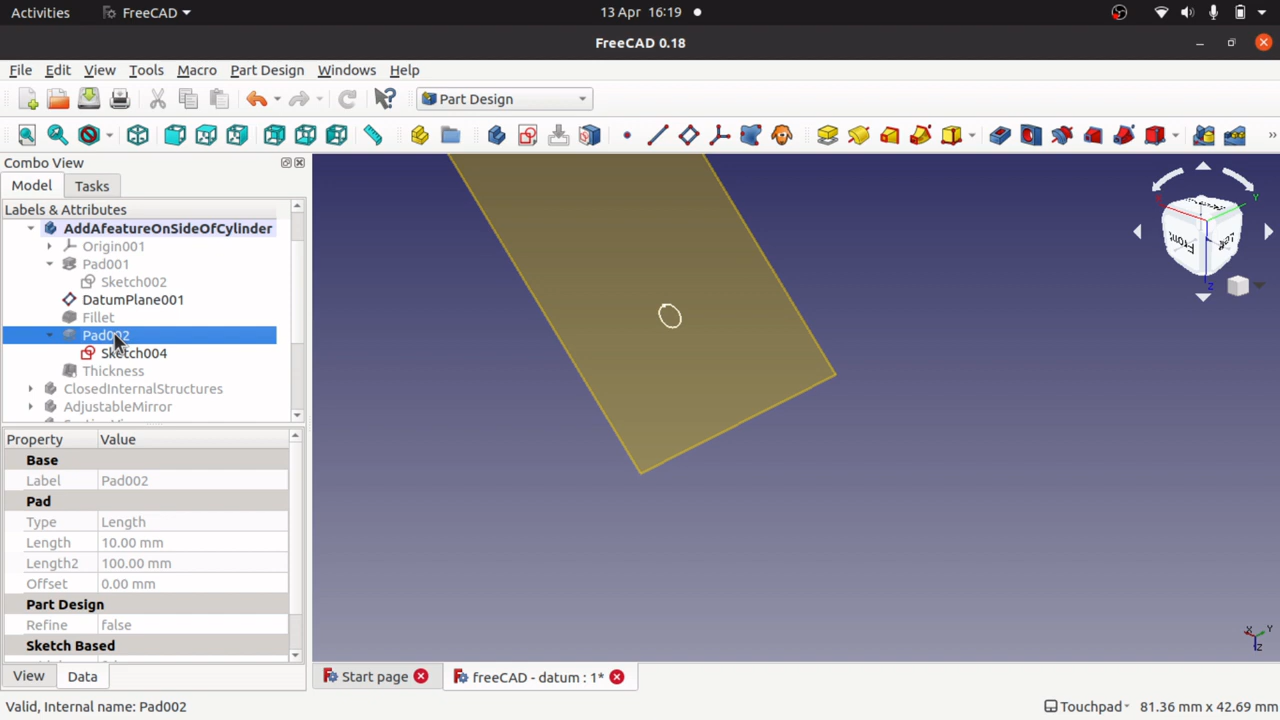 Activities FreeCAD 13 Apr 16:19
FreeCAD 0.18
File Edit View Tools Macro Part Design Windows Help
Part Design
Combo View
Model Tasks
Labels & Attributes
AddAfeatureOnSideOfCylinder
Origin001
Pad001
Sketch002
DatumPlane001
Fillet
Pad002
Sketch004
Thickness
ClosedInternalStructures
AdjustableMirror
Property Value
Base
Label Pad002
Pad
Type Length
Length 10.00 mm
Length2 100.00 mm
Offset 0.00 mm
Part Design
Refine false
Sketch Based
View Data
Start page freeCAD - datum : 1*
Valid, Internal name: Pad002 Touchpad 81.36 mm x 42.69 mm